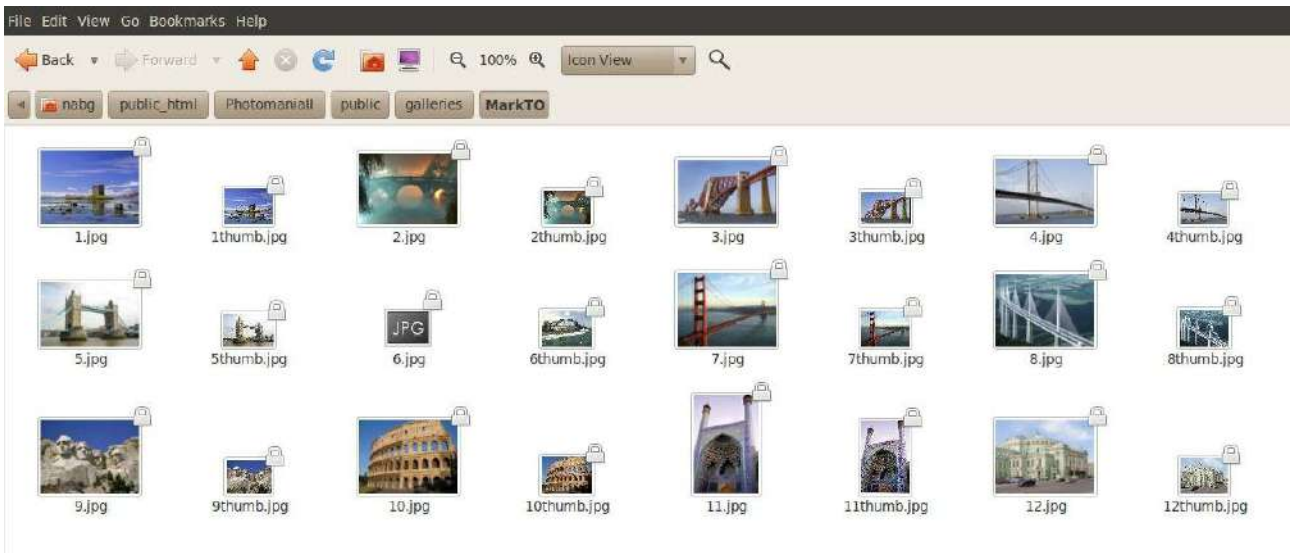 File Edit View Go Bookmarks Help
Back Forward 100% Icon View
nabg public_html PhotomaniaII public galleries MarkTO
1.jpg 1thumb.jpg 2.jpg 2thumb.jpg 3.jpg 3thumb.jpg 4.jpg 4thumb.jpg
JPG
5.jpg 5thumb.jpg 6.jpg 6thumb.jpg 7.jpg 7thumb.jpg 8.jpg 8thumb.jpg
9.jpg 9thumb.jpg 10.jpg 10thumb.jpg 11.jpg 11thumb.jpg 12.jpg 12thumb.jpg